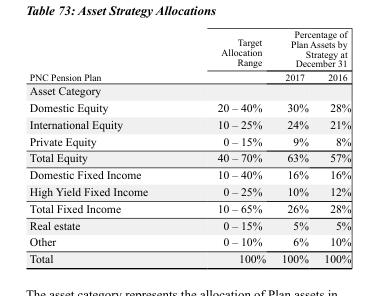 Table 73: Asset Strategy Allocations
Target Allocation Range
Percentage of Plan Assets by Strategy at December 31
PNC Pension Plan 2017 2016
Asset Category
Domestic Equity 20 – 40% 30% 28%
International Equity 10 – 25% 24% 21%
Private Equity 0 – 15% 9% 8%
Total Equity 40 – 70% 63% 57%
Domestic Fixed Income 10 – 40% 16% 16%
High Yield Fixed Income 0 – 25% 10% 12%
Total Fixed Income 10 – 65% 26% 28%
Real estate 0 – 15% 5% 5%
Other 0 – 10% 6% 10%
Total 100% 100% 100%
The asset category represents the allocation of Plan assets in